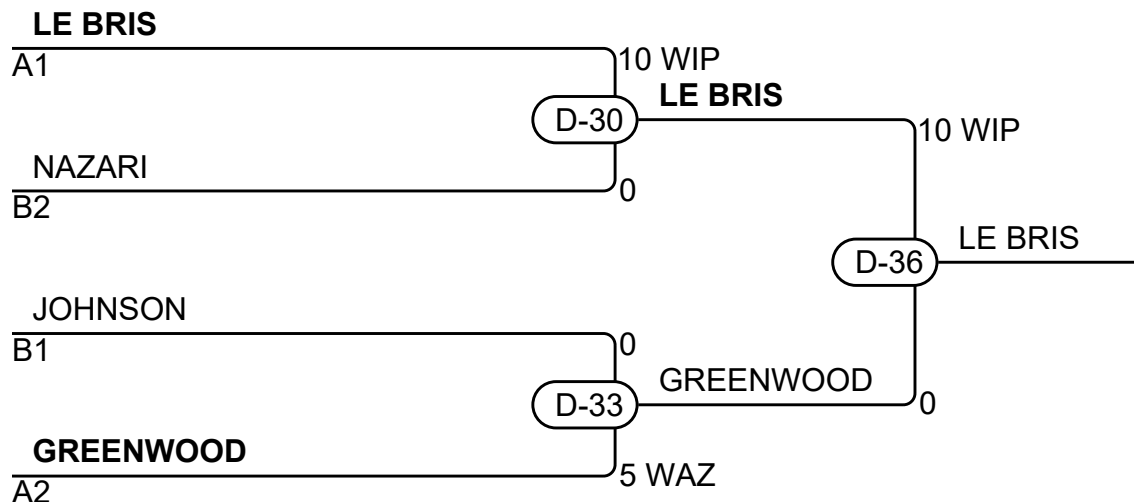 LE BRIS
A1
10 WIP
D-30
LE BRIS
NAZARI
B2
0
10 WIP
D-36
LE BRIS
JOHNSON
B1
0
D-33
GREENWOOD
0
GREENWOOD
A2
5 WAZ